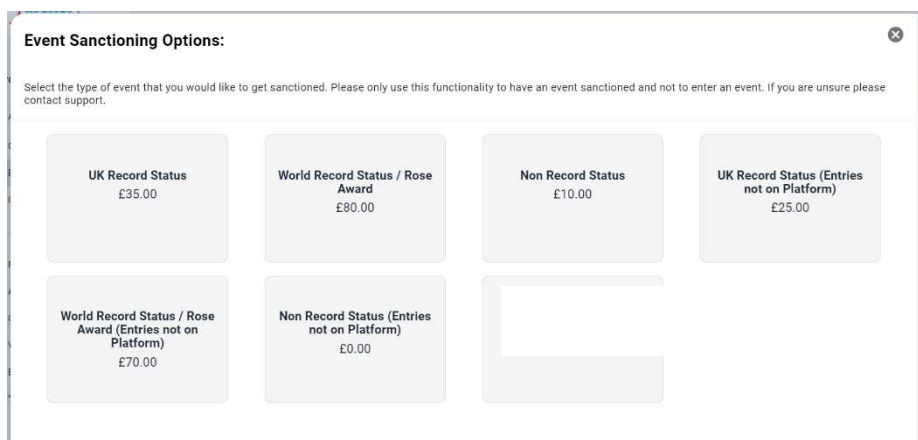 Event Sanctioning Options:
Select the type of event that you would like to get sanctioned. Please only use this functionality to have an event sanctioned and not to enter an event. If you are unsure please
contact support.
UK Record Status
£35.00
World Record Status / Rose
Award
£80.00
Non Record Status
£10.00
UK Record Status (Entries
not on Platform)
£25.00
World Record Status / Rose
Award (Entries not on
Platform)
£70.00
Non Record Status (Entries
not on Platform)
£0.00